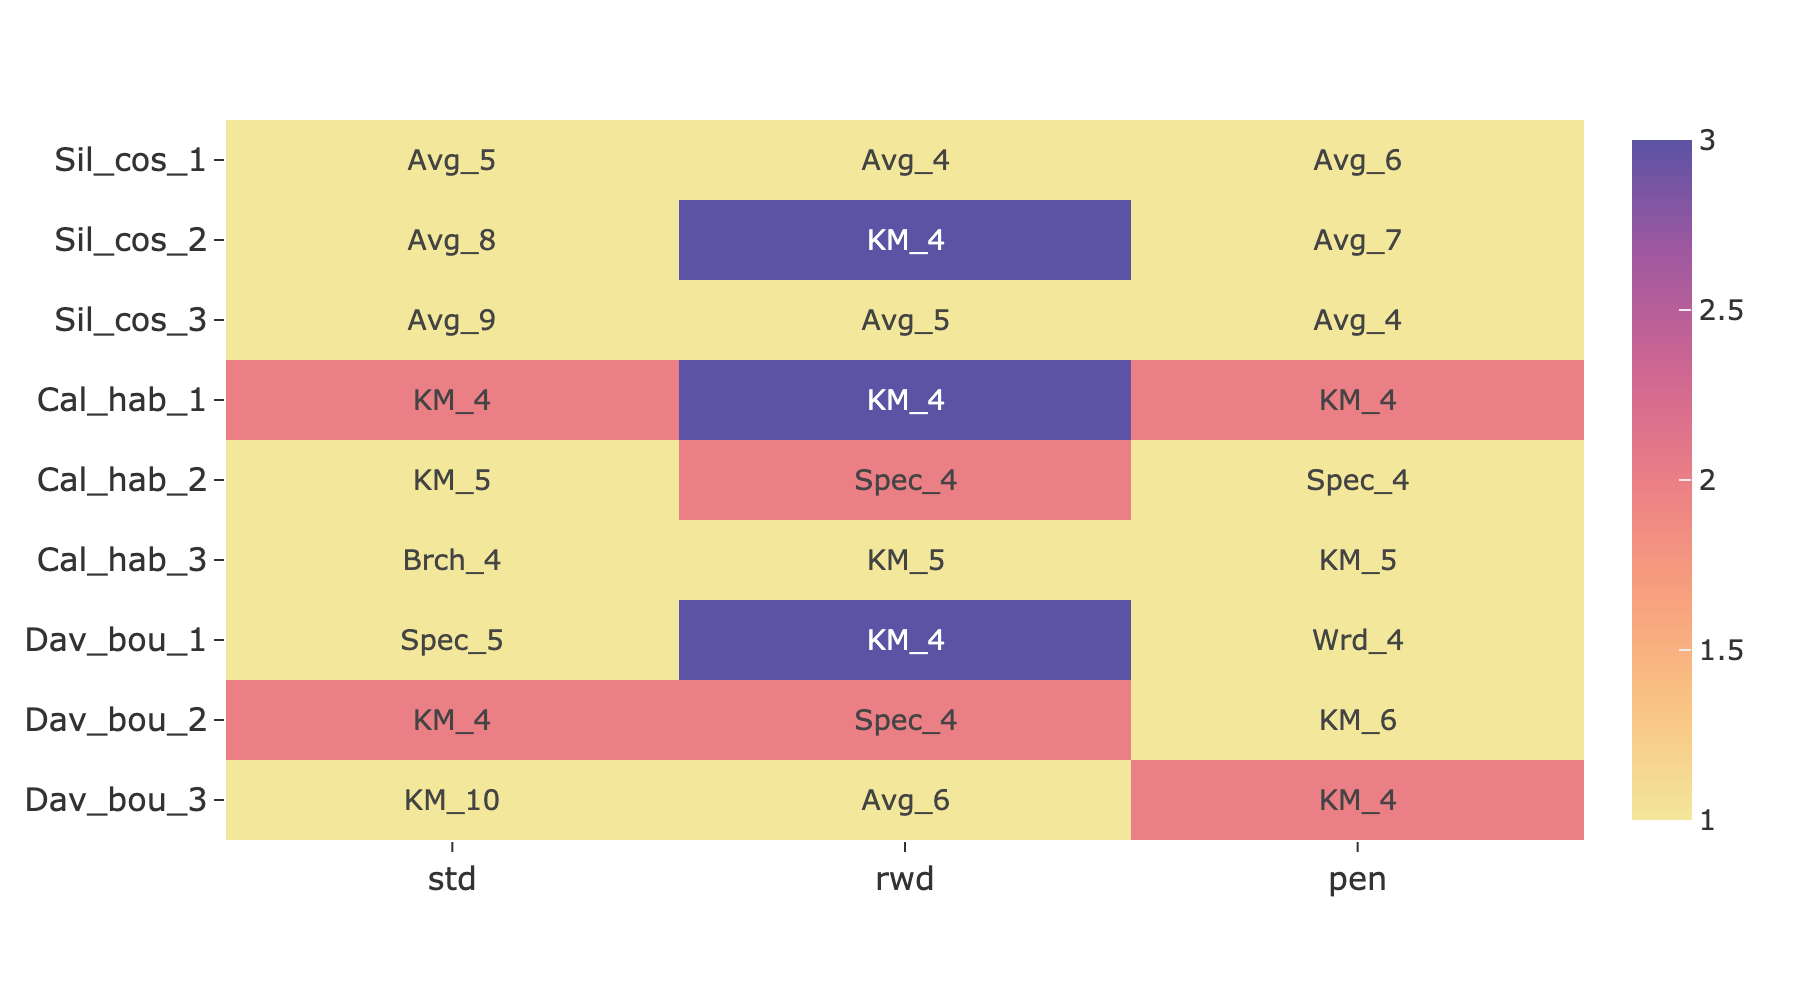 Sil_cos_1 Avg_5 Avg_4 Avg_6
Sil_cos_2 Avg_8 KM_4 Avg_7
Sil_cos_3 Avg_9 Avg_5 Avg_4
Cal_hab_1 KM_4 KM_4 KM_4
Cal_hab_2 KM_5 Spec_4 Spec_4
Cal_hab_3 Brch_4 KM_5 KM_5
Dav_bou_1 Spec_5 KM_4 Wrd_4
Dav_bou_2 KM_4 Spec_4 KM_6
Dav_bou_3 KM_10 Avg_6 KM_4
std rwd pen
3
2.5
2
1.5
1